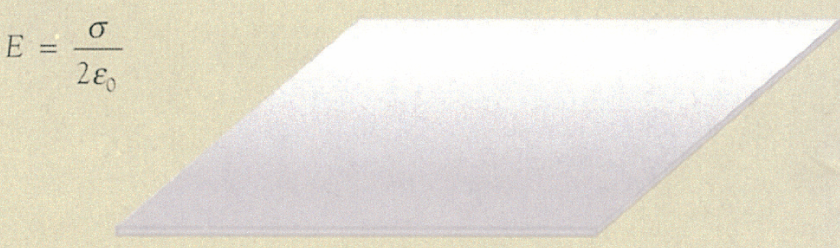 E = σ / 2ε₀